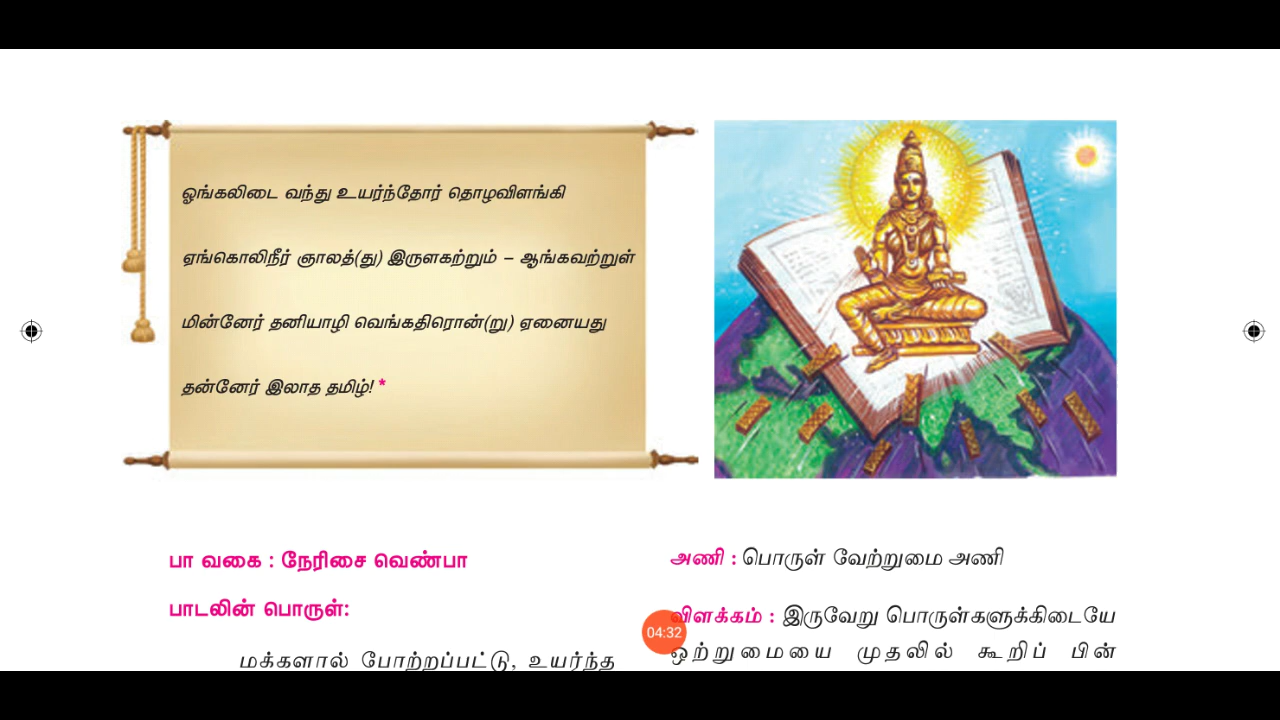 ஓங்கலிடை வந்து உயர்ந்தோர் தொழவிளங்கி
ஏங்கொலிநீர் ஞாலத்(து) இருளகற்றும் – ஆங்கவற்றுள்
மின்னேர் தனியாழி வெங்கதிரொன்(று) ஏனையது
தன்னேர் இலாத தமிழ்! *
பா வகை : நேரிசை வெண்பா
பாடலின் பொருள்:
மக்களால் போற்றப்பட்டு, உயர்ந்த
அணி : பொருள் வேற்றுமை அணி
விளக்கம் : இருவேறு பொருள்களுக்கிடையே
ஒற்றுமையை முதலில் கூறிப் பின்
04:32